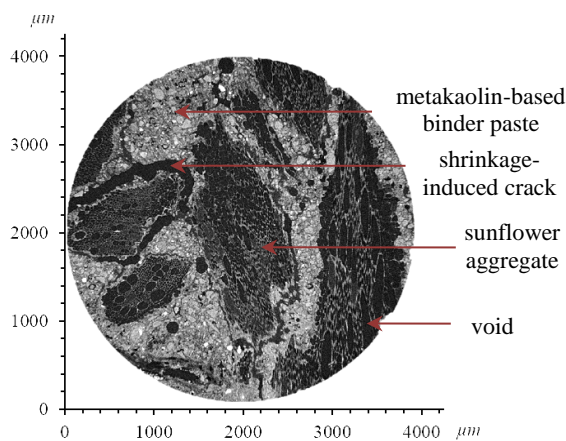 µm
4000
3000
2000
1000
0
0
1000
2000
3000
4000
µm
metakaolin-based
binder paste
shrinkage-
induced crack
sunflower
aggregate
void